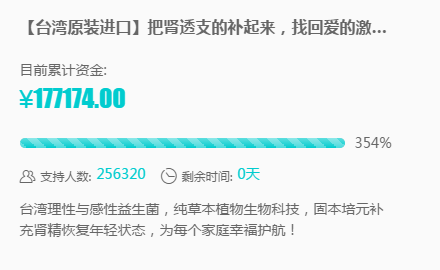 【台湾原装进口】把肾透支的补起来，找回爱的激...
目前累计资金:
¥177174.00
354%
支持人数: 256320 剩余时间: 0天
台湾理性与感性益生菌，纯草本植物生物科技，固本培元补
充肾精恢复年轻状态，为每个家庭幸福护航！